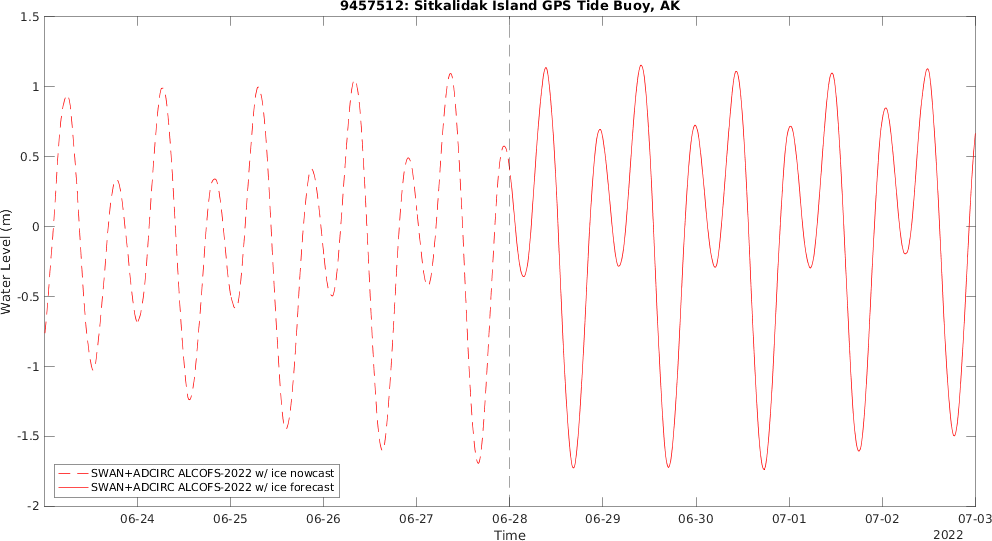 9457512: Sitkalidak Island GPS Tide Buoy, AK
1.5
1
0.5
0
-0.5
-1
-1.5
-2
Water Level (m)
SWAN+ADCIRC ALCOFS-2022 w/ ice nowcast
SWAN+ADCIRC ALCOFS-2022 w/ ice forecast
06-24 06-25 06-26 06-27 06-28 06-29 06-30 07-01 07-02 07-03
Time
2022